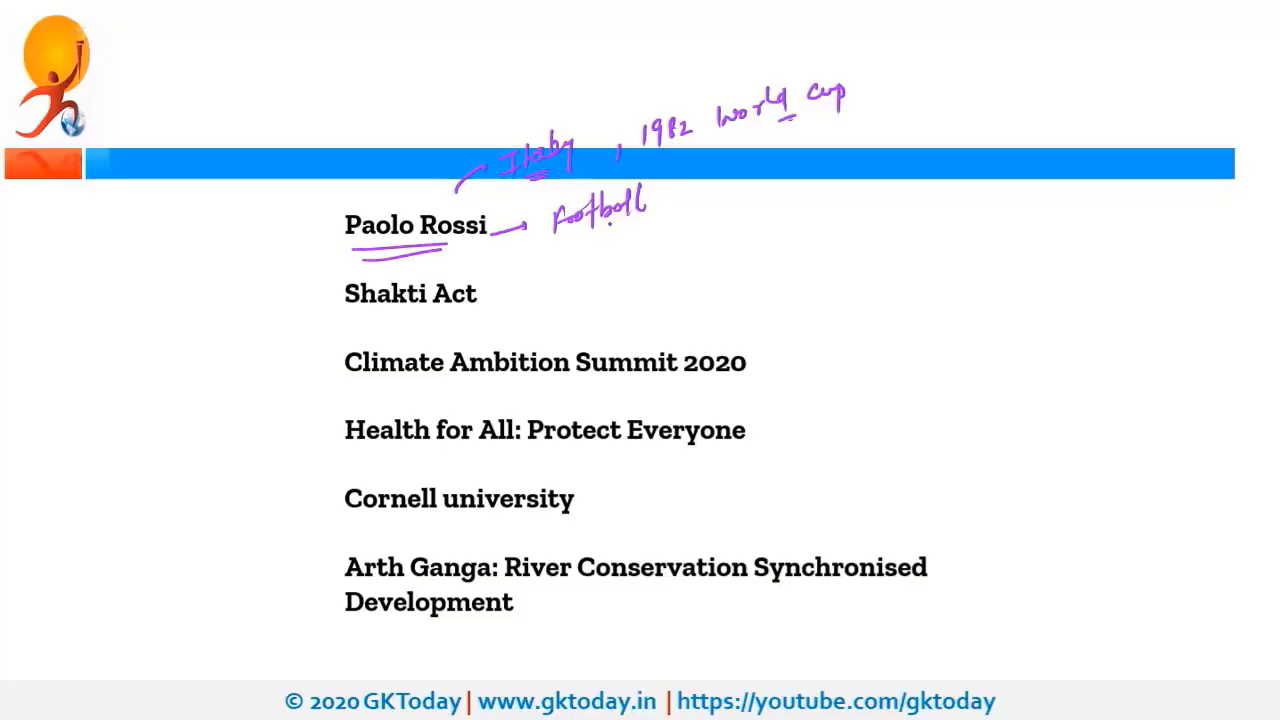 Italy , 1982 World Cup
Paolo Rossi → Football
Shakti Act
Climate Ambition Summit 2020
Health for All: Protect Everyone
Cornell university
Arth Ganga: River Conservation Synchronised
Development
© 2020 GKToday | www.gktoday.in | https://youtube.com/gktoday